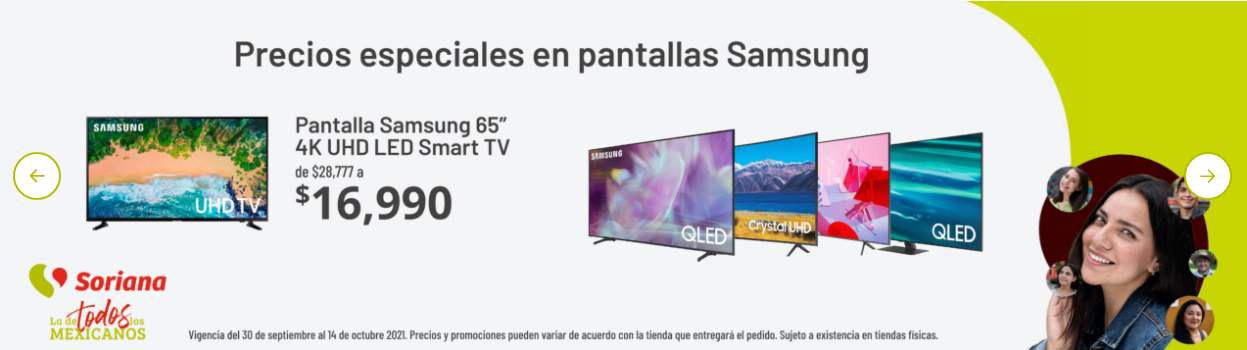 Precios especiales en pantallas Samsung
SAMSUNG
UHD TV
Pantalla Samsung 65”
4K UHD LED Smart TV
de $28,777 a
$16,990
SAMSUNG
QLED
Crystal UHD
QLED
Soriana
La de todos los
MEXICANOS
Vigencia del 30 de septiembre al 14 de octubre 2021. Precios y promociones pueden variar de acuerdo con la tienda que entregará el pedido. Sujeto a existencia en tiendas físicas.